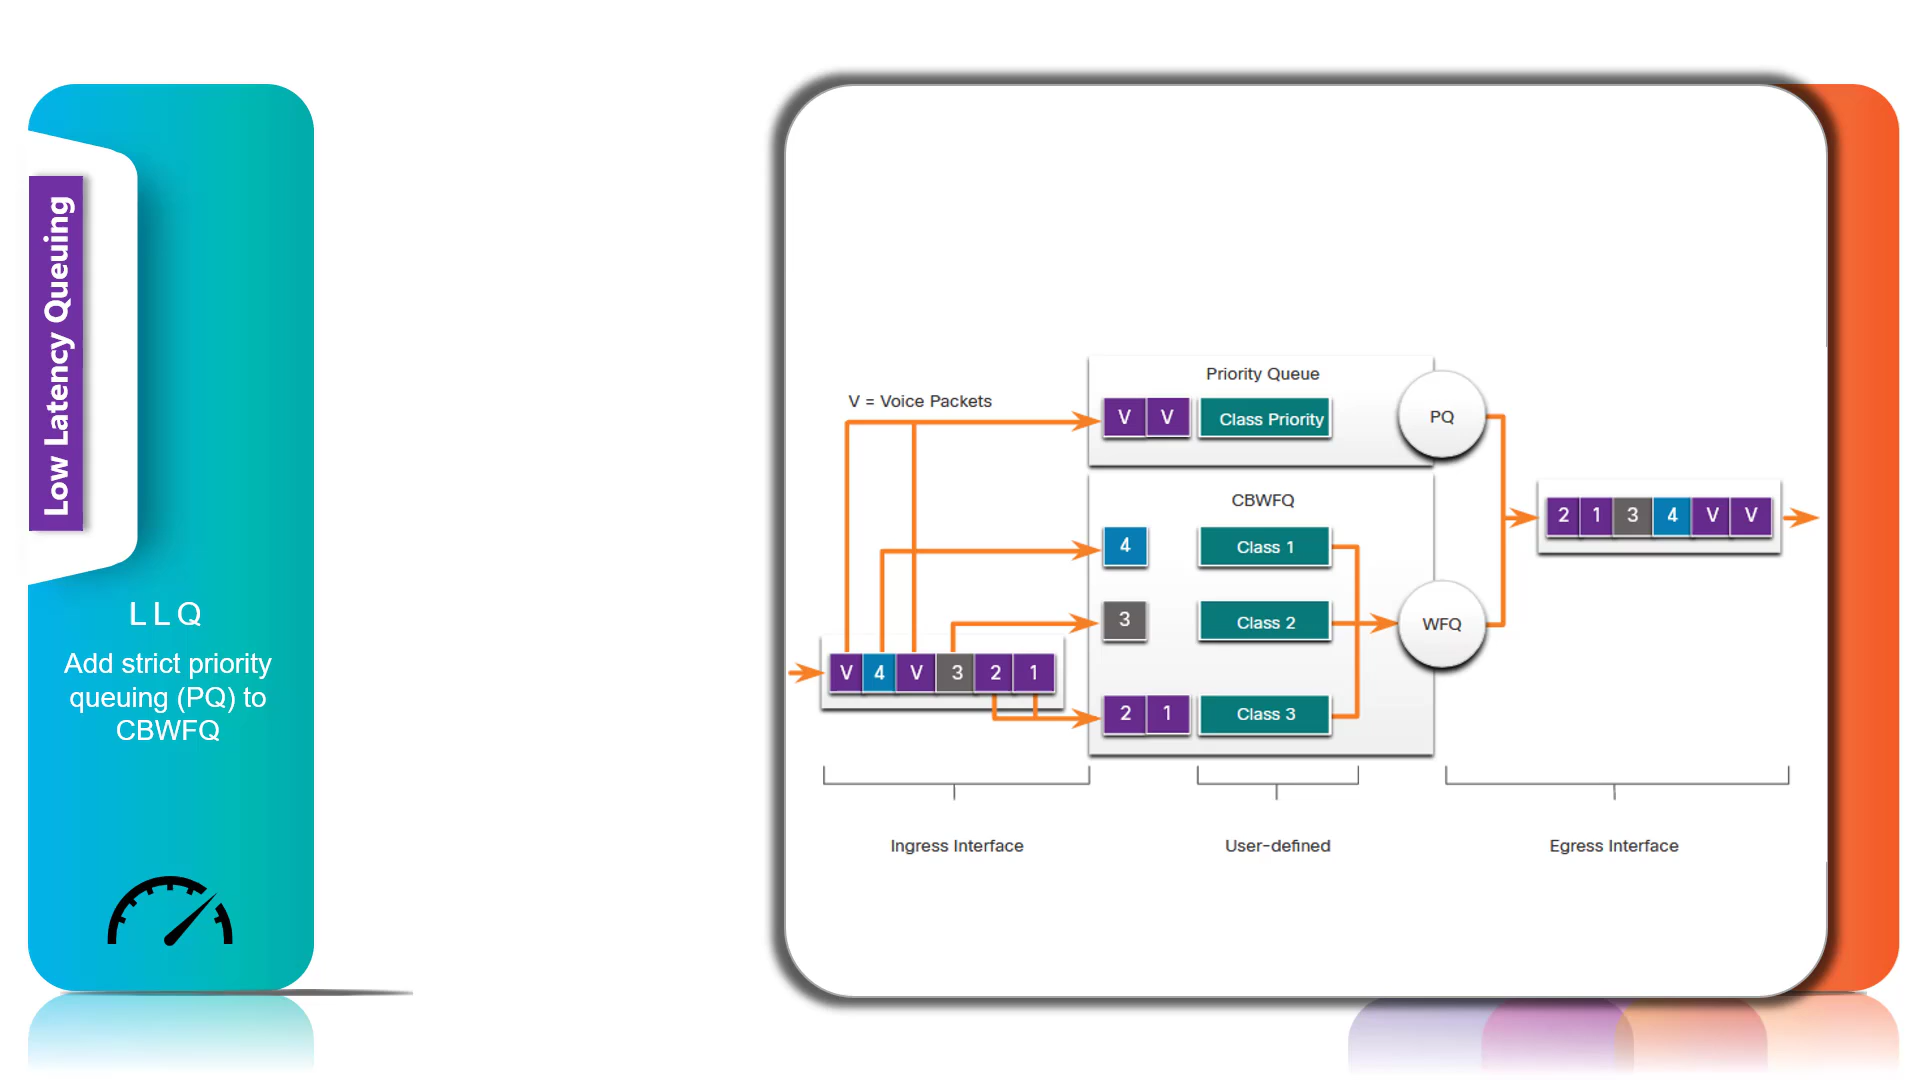 Low Latency Queuing
LLQ
Add strict priority
queuing (PQ) to
CBWFQ
V = Voice Packets
Priority Queue
V V Class Priority
PQ
CBWFQ
4 Class 1
3 Class 2
WFQ
V 4 V 3 2 1
2 1 Class 3
2 1 3 4 V V
Ingress Interface
User-defined
Egress Interface